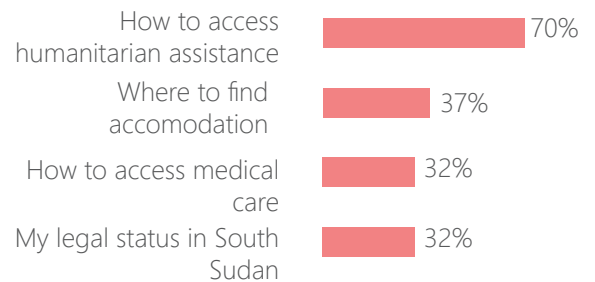 How to access
humanitarian assistance
70%
Where to find
accomodation
37%
How to access medical
care
32%
My legal status in South
Sudan
32%